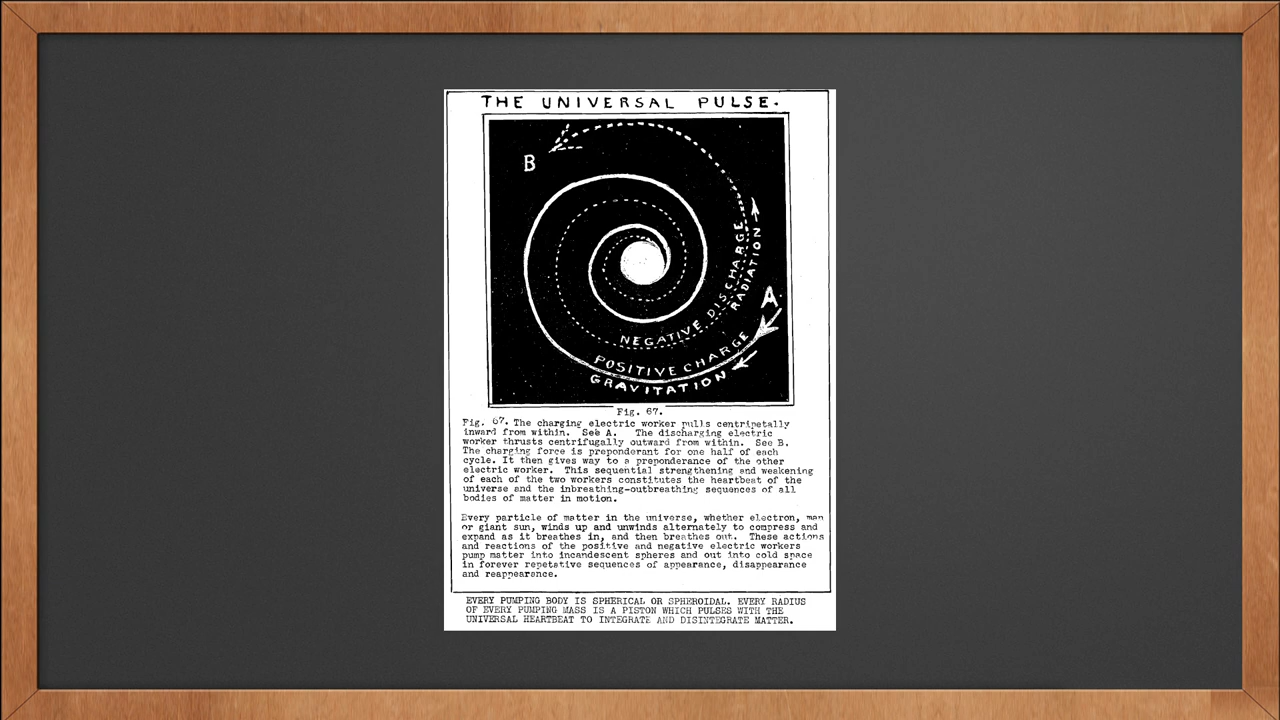 THE UNIVERSAL PULSE.
B
NEGATIVE DISCHARGE
RADIATION
A
POSITIVE CHARGE
GRAVITATION
Fig. 67.
Fig. 67. The charging electric worker pulls centripetally
inward from within. See A. The discharging electric
worker thrusts centrifugally outward from within. See B.
The charging force is preponderant for one half of each
cycle. It then gives way to a preponderance of the other
electric worker. This sequential strengthening and weakening
of each of the two workers constitutes the heartbeat of the
universe and the inbreathing-outbreathing sequences of all
bodies of matter in motion.
Every particle of matter in the universe, whether electron, man
or giant sun, winds up and unwinds alternately to compress and
expand as it breathes in, and then breathes out. These actions
and reactions of the positive and negative electric workers
pump matter into incandescent spheres and out into cold space
in forever repetative sequences of appearance, disappearance
and reappearance.
EVERY PUMPING BODY IS SPHERICAL OR SPHEROIDAL. EVERY RADIUS
OF EVERY PUMPING MASS IS A PISTON WHICH PULSES WITH THE
UNIVERSAL HEARTBEAT TO INTEGRATE AND DISINTEGRATE MATTER.